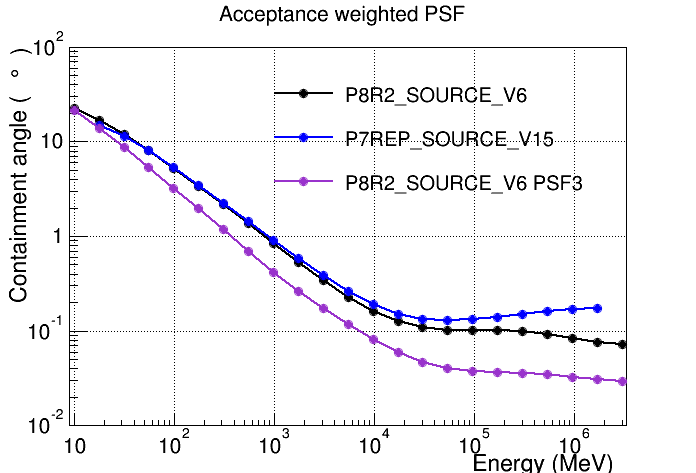 Acceptance weighted PSF
Containment angle ( ° )
10²
10
1
10⁻¹
10⁻²
P8R2_SOURCE_V6
P7REP_SOURCE_V15
P8R2_SOURCE_V6 PSF3
10 10² 10³ 10⁴ 10⁵ 10⁶
Energy (MeV)